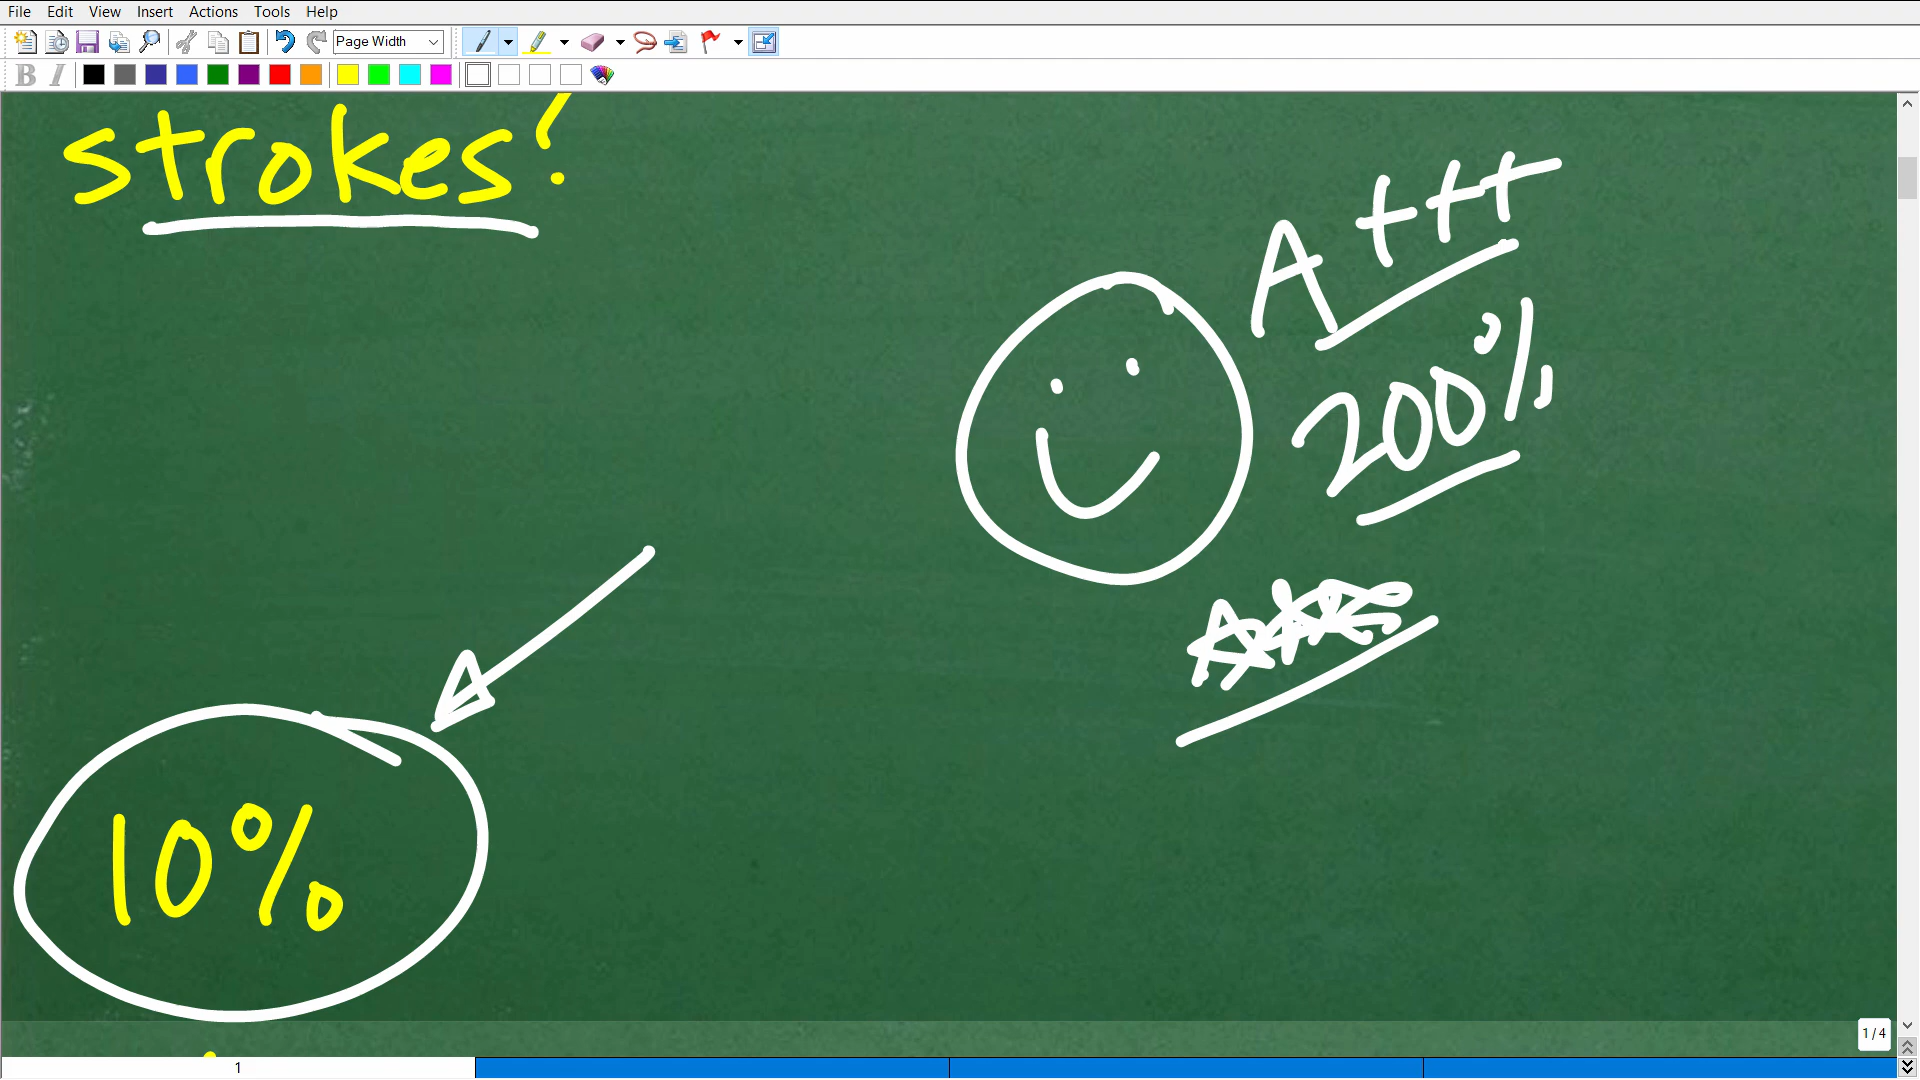 File Edit View Insert Actions Tools Help
Page Width
B I
strokes?
A +++
200%
10%
1 / 4
1